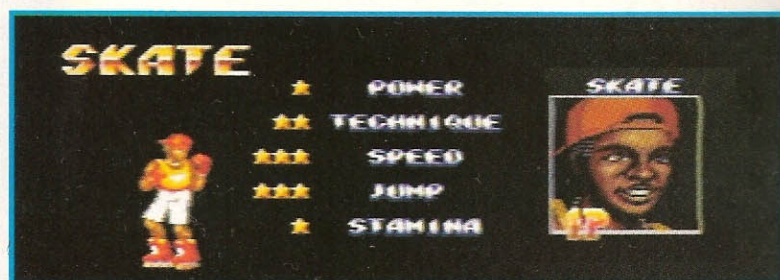 SKATE
★ POWER
★★ TECHNIQUE
★★★ SPEED
★★★ JUMP
★ STAMINA
SKATE